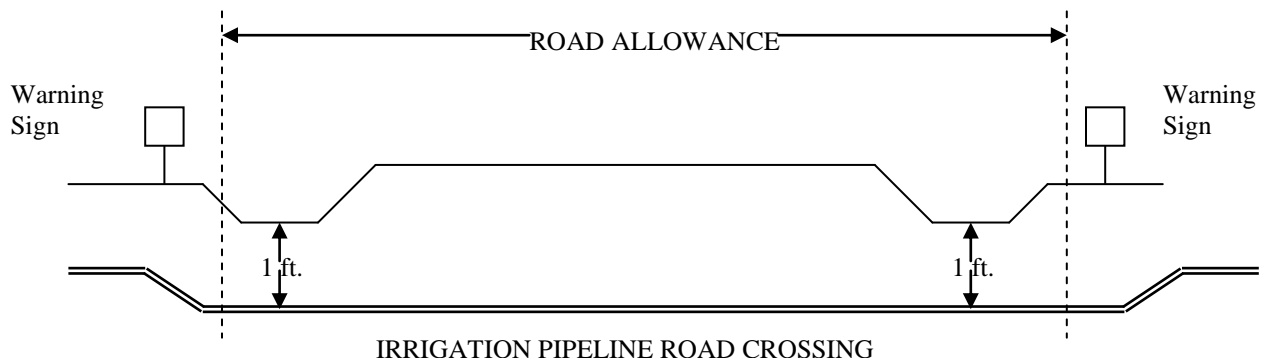 ROAD ALLOWANCE
Warning
Sign
Warning
Sign
1 ft.
1 ft.
IRRIGATION PIPELINE ROAD CROSSING